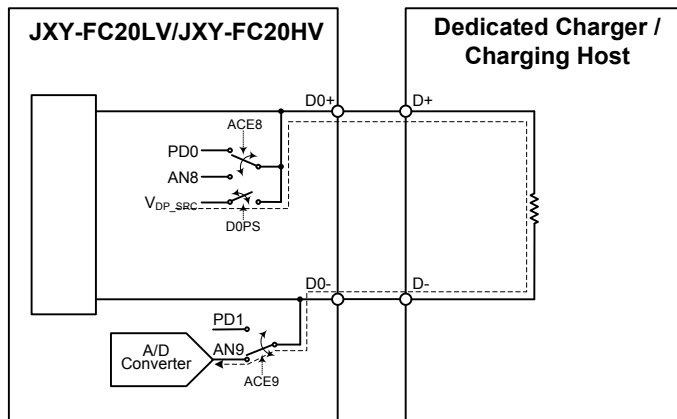 JXY-FC20LV/JXY-FC20HV
Dedicated Charger /
Charging Host
D0+
D+
ACE8
PD0
AN8
VDP_SRC
D0PS
D0-
D-
PD1
A/D
Converter
AN9
ACE9